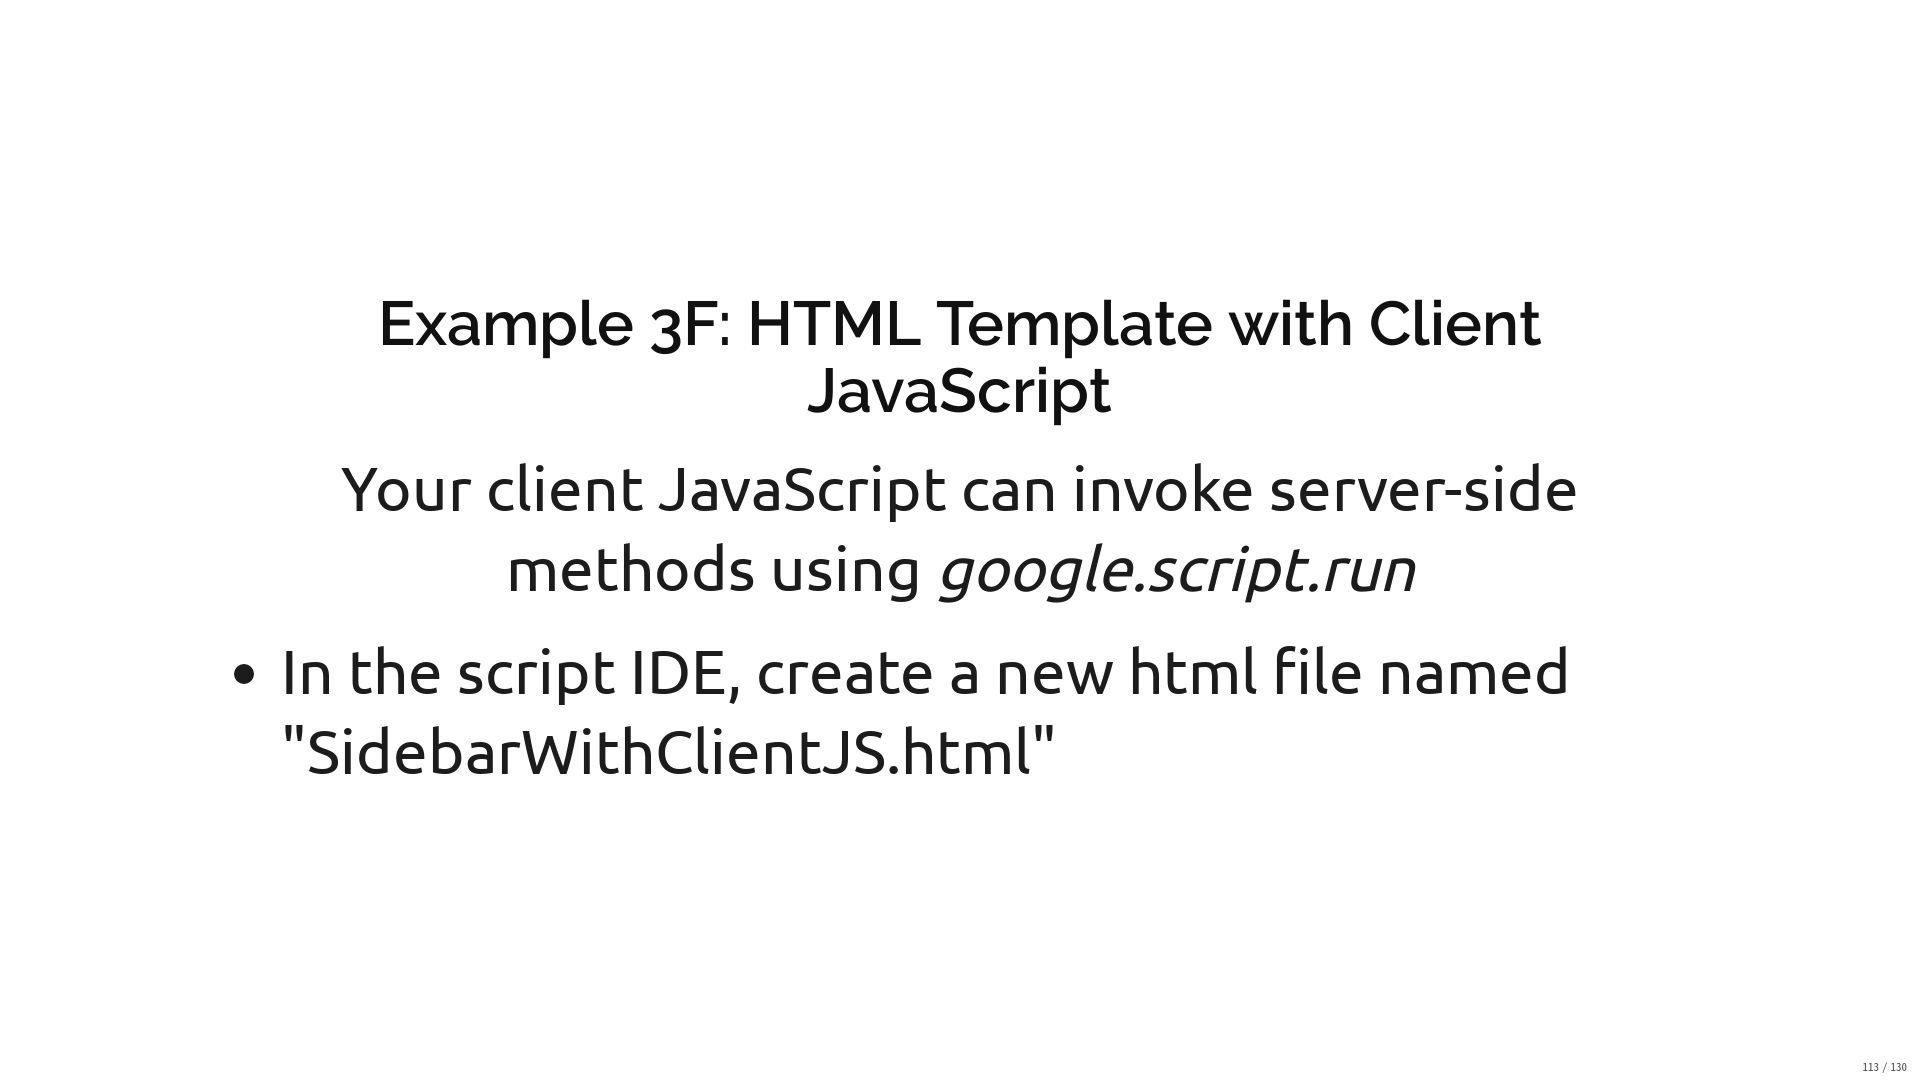 Example 3F: HTML Template with Client
JavaScript
Your client JavaScript can invoke server-side
methods using google.script.run
• In the script IDE, create a new html file named
"SidebarWithClientJS.html"
113 / 130